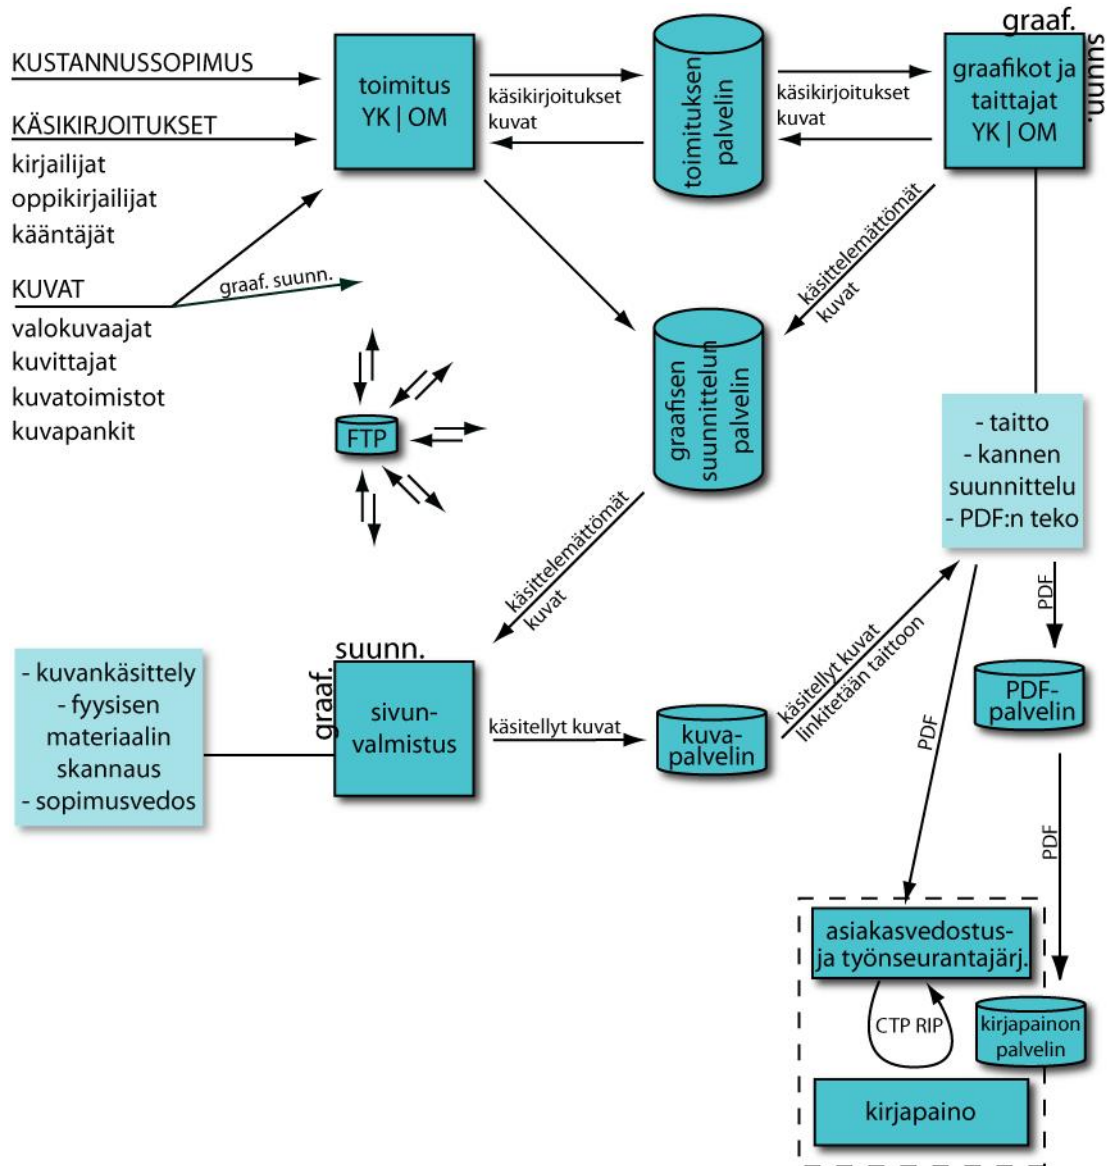 KUSTANNUSSOPIMUS
KÄSIKIRJOITUKSET
kirjailijat
oppikirjailijat
kääntäjät
KUVAT
valokuvaajat
kuvittajat
kuvatoimistot
kuvapankit
graaf. suunn.
toimitus
YK | OM
käsikirjoitukset
kuvat
toimituksen
palvelin
käsikirjoitukset
kuvat
graaf.
suunn.
graafikot ja
taittajat
YK | OM
käsittelemättömät
kuvat
FTP
graafisen
suunnittelun
palvelin
- taitto
- kannen
suunnittelu
- PDF:n teko
käsittelemättömät
kuvat
- kuvankäsittely
- fyysisen
materiaalin
skannaus
- sopimusvedos
graaf.
suunn.
sivun-
valmistus
käsitellyt kuvat
kuva-
palvelin
käsitellyt kuvat
linkitetään taittoon
PDF
PDF
PDF-
palvelin
PDF
asiakasvedostus-
ja työnseurantajärj.
CTP RIP
kirjapainon
palvelin
kirjapaino